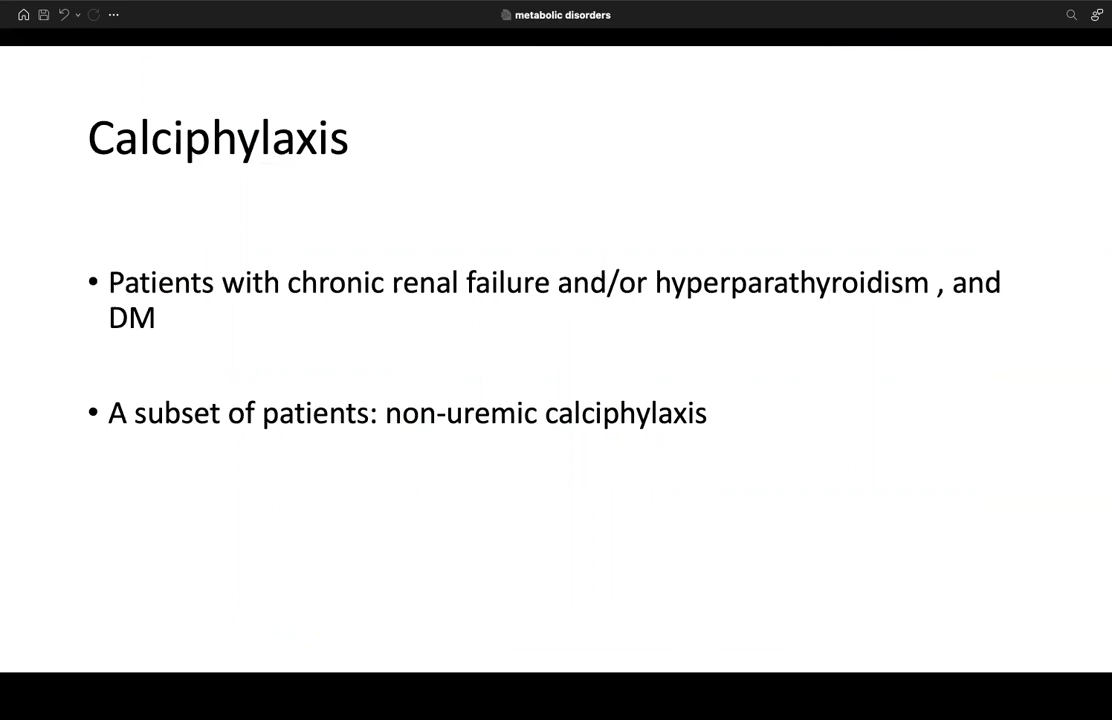 metabolic disorders
Calciphylaxis
• Patients with chronic renal failure and/or hyperparathyroidism , and
DM
• A subset of patients: non-uremic calciphylaxis